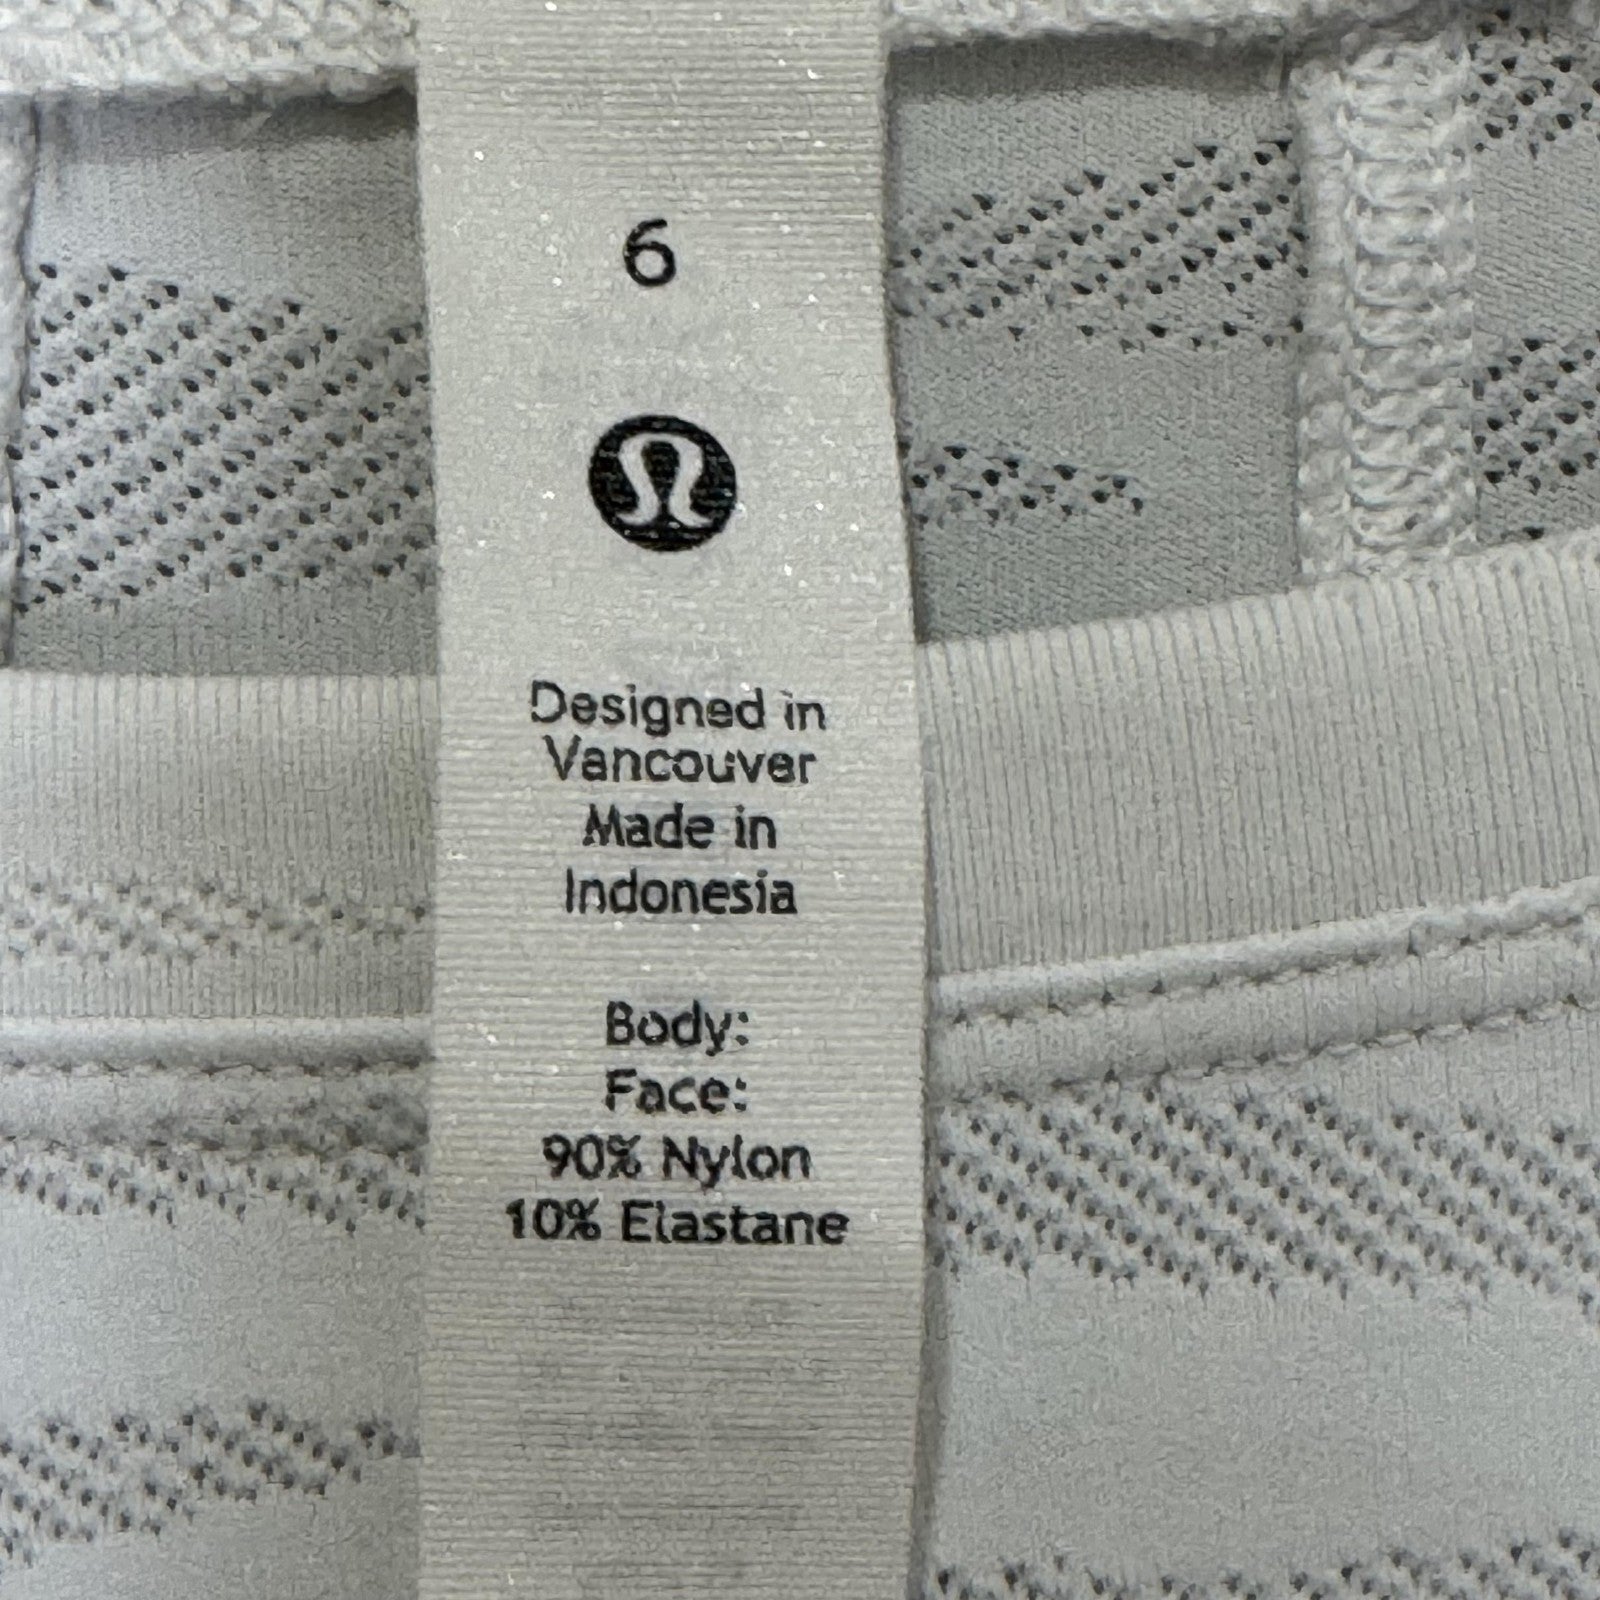 6
Designed in
Vancouver
Made in
Indonesia
Body:
Face:
90% Nylon
10% Elastane